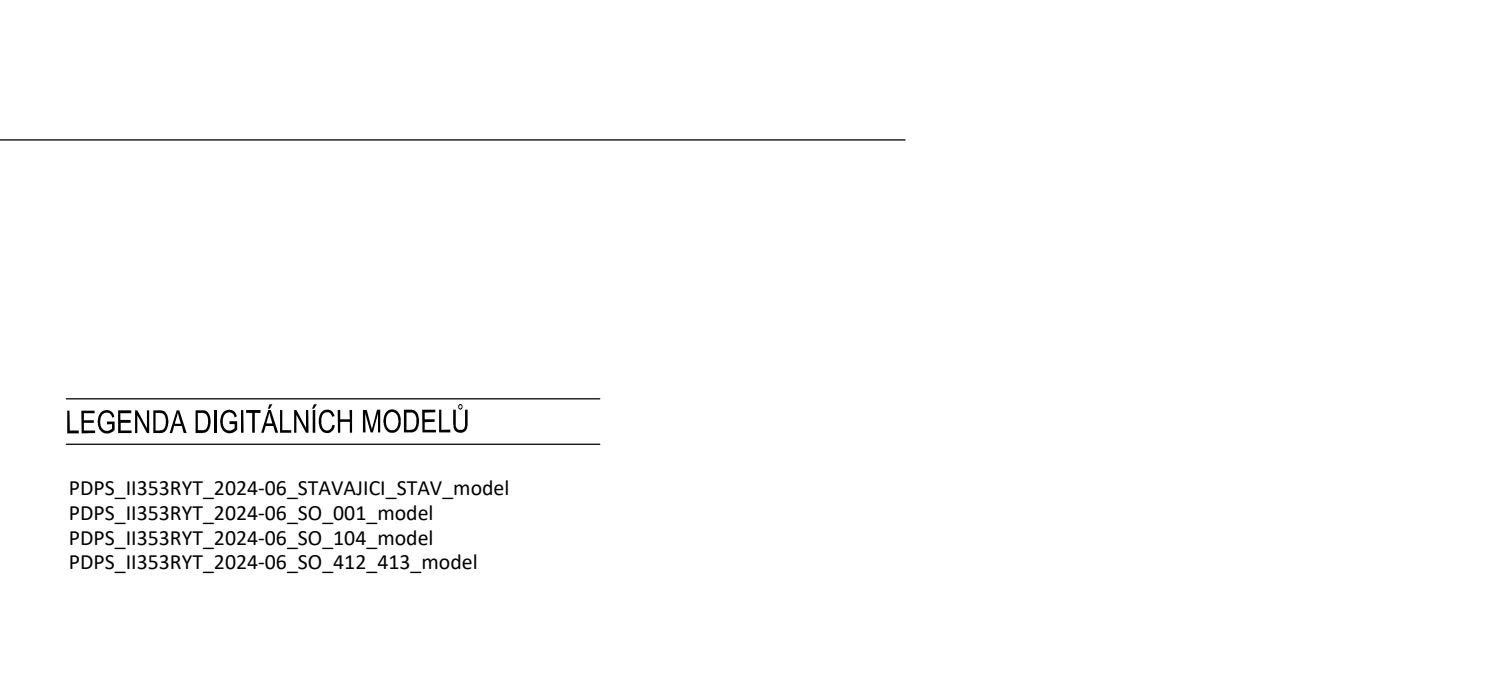 LEGENDA DIGITÁLNÍCH MODELŮ
PDPS_II353RYT_2024-06_STAVAJICI_STAV_model
PDPS_II353RYT_2024-06_SO_001_model
PDPS_II353RYT_2024-06_SO_104_model
PDPS_II353RYT_2024-06_SO_412_413_model